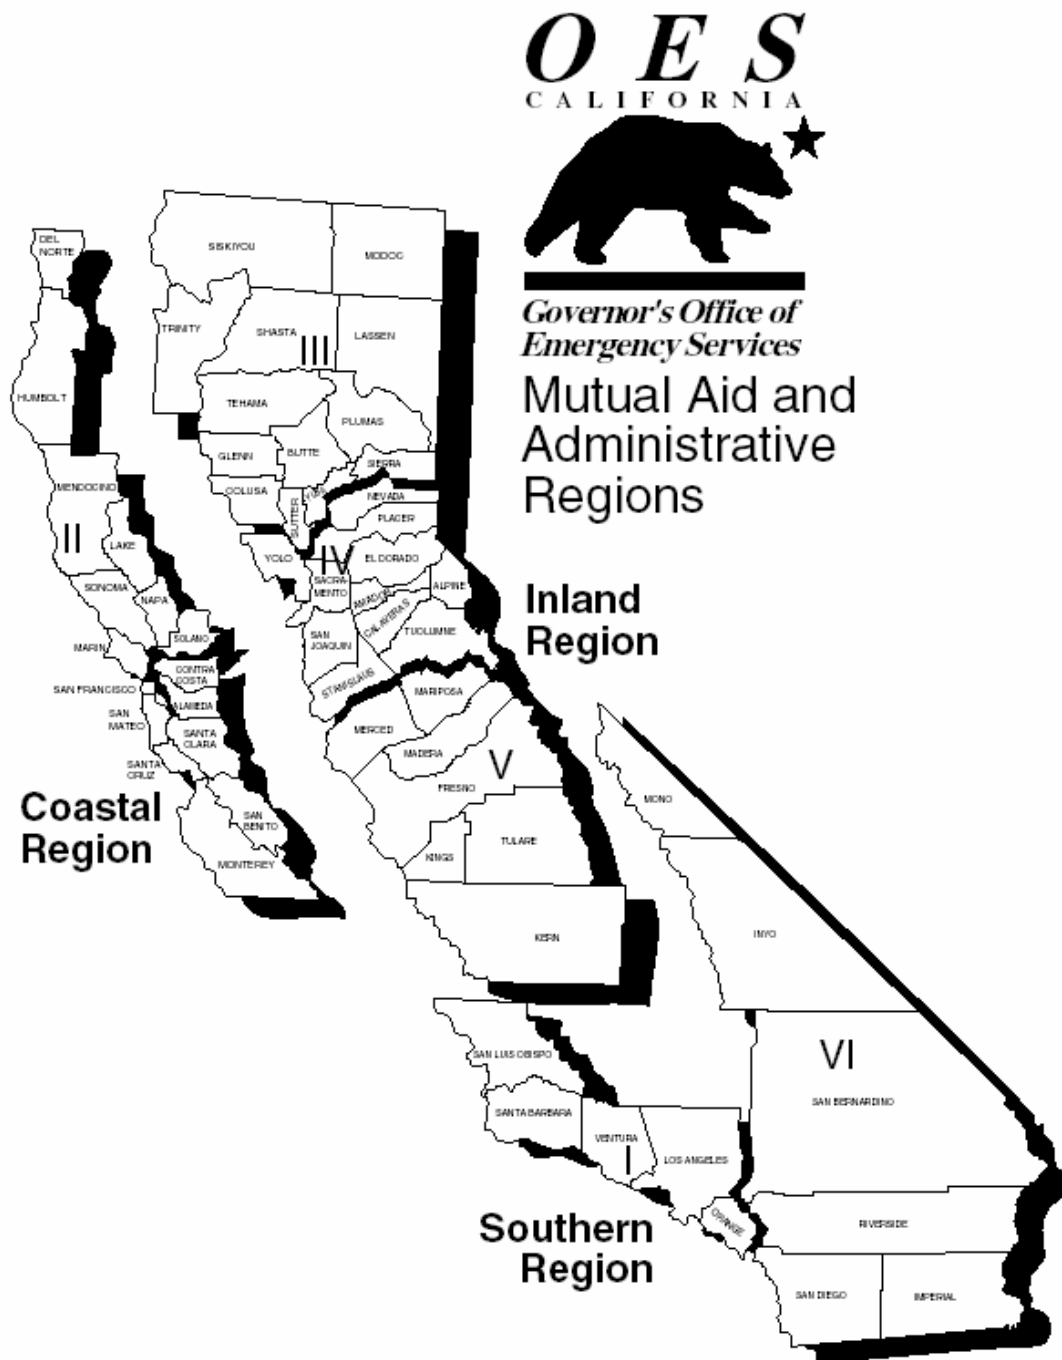 O E S
CALIFORNIA
Governor's Office of
Emergency Services
Mutual Aid and
Administrative
Regions
DEL
NORTE
HUMBOLT
MENDOCINO
II
LAKE
SONOMA
NAPA
MARIN
SOLANO
CONTRA
COSTA
SAN FRANCISCO
ALAMEDA
SAN
MATEO
SANTA
CLARA
SANTA
CRUZ
SAN
BENITO
MONTEREY
Coastal
Region
SISKIYOU
MODOC
TRINITY
SHASTA
III
LASSEN
TEHAMA
PLUMAS
GLENN
BUTTE
SIERRA
COLUSA
SUTTER
YUBA
NEVADA
PLACER
YOLO
IV
EL DORADO
SACRA-
MENTO
AMADOR
ALPINE
SAN
JOAQUIN
CALAVERAS
TUOLUMNE
STANISLAUS
MARIPOSA
MERCED
MADERA
V
FRESNO
KINGS
TULARE
KERN
Inland
Region
MONO
INYO
VI
SAN BERNARDINO
SAN LUIS OBISPO
SANTA BARBARA
VENTURA
I
LOS ANGELES
ORANGE
RIVERSIDE
SAN DIEGO
IMPERIAL
Southern
Region